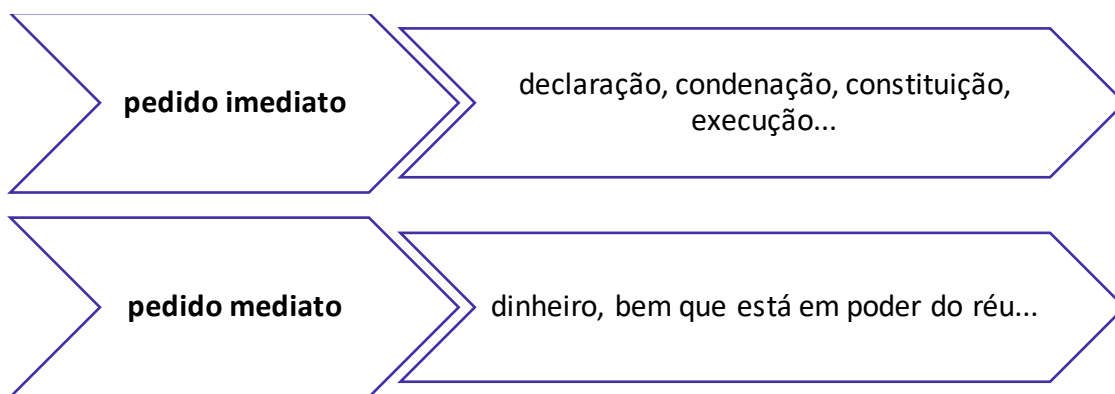 pedido imediato
declaração, condenação, constituição,
execução...
pedido mediato
dinheiro, bem que está em poder do réu...